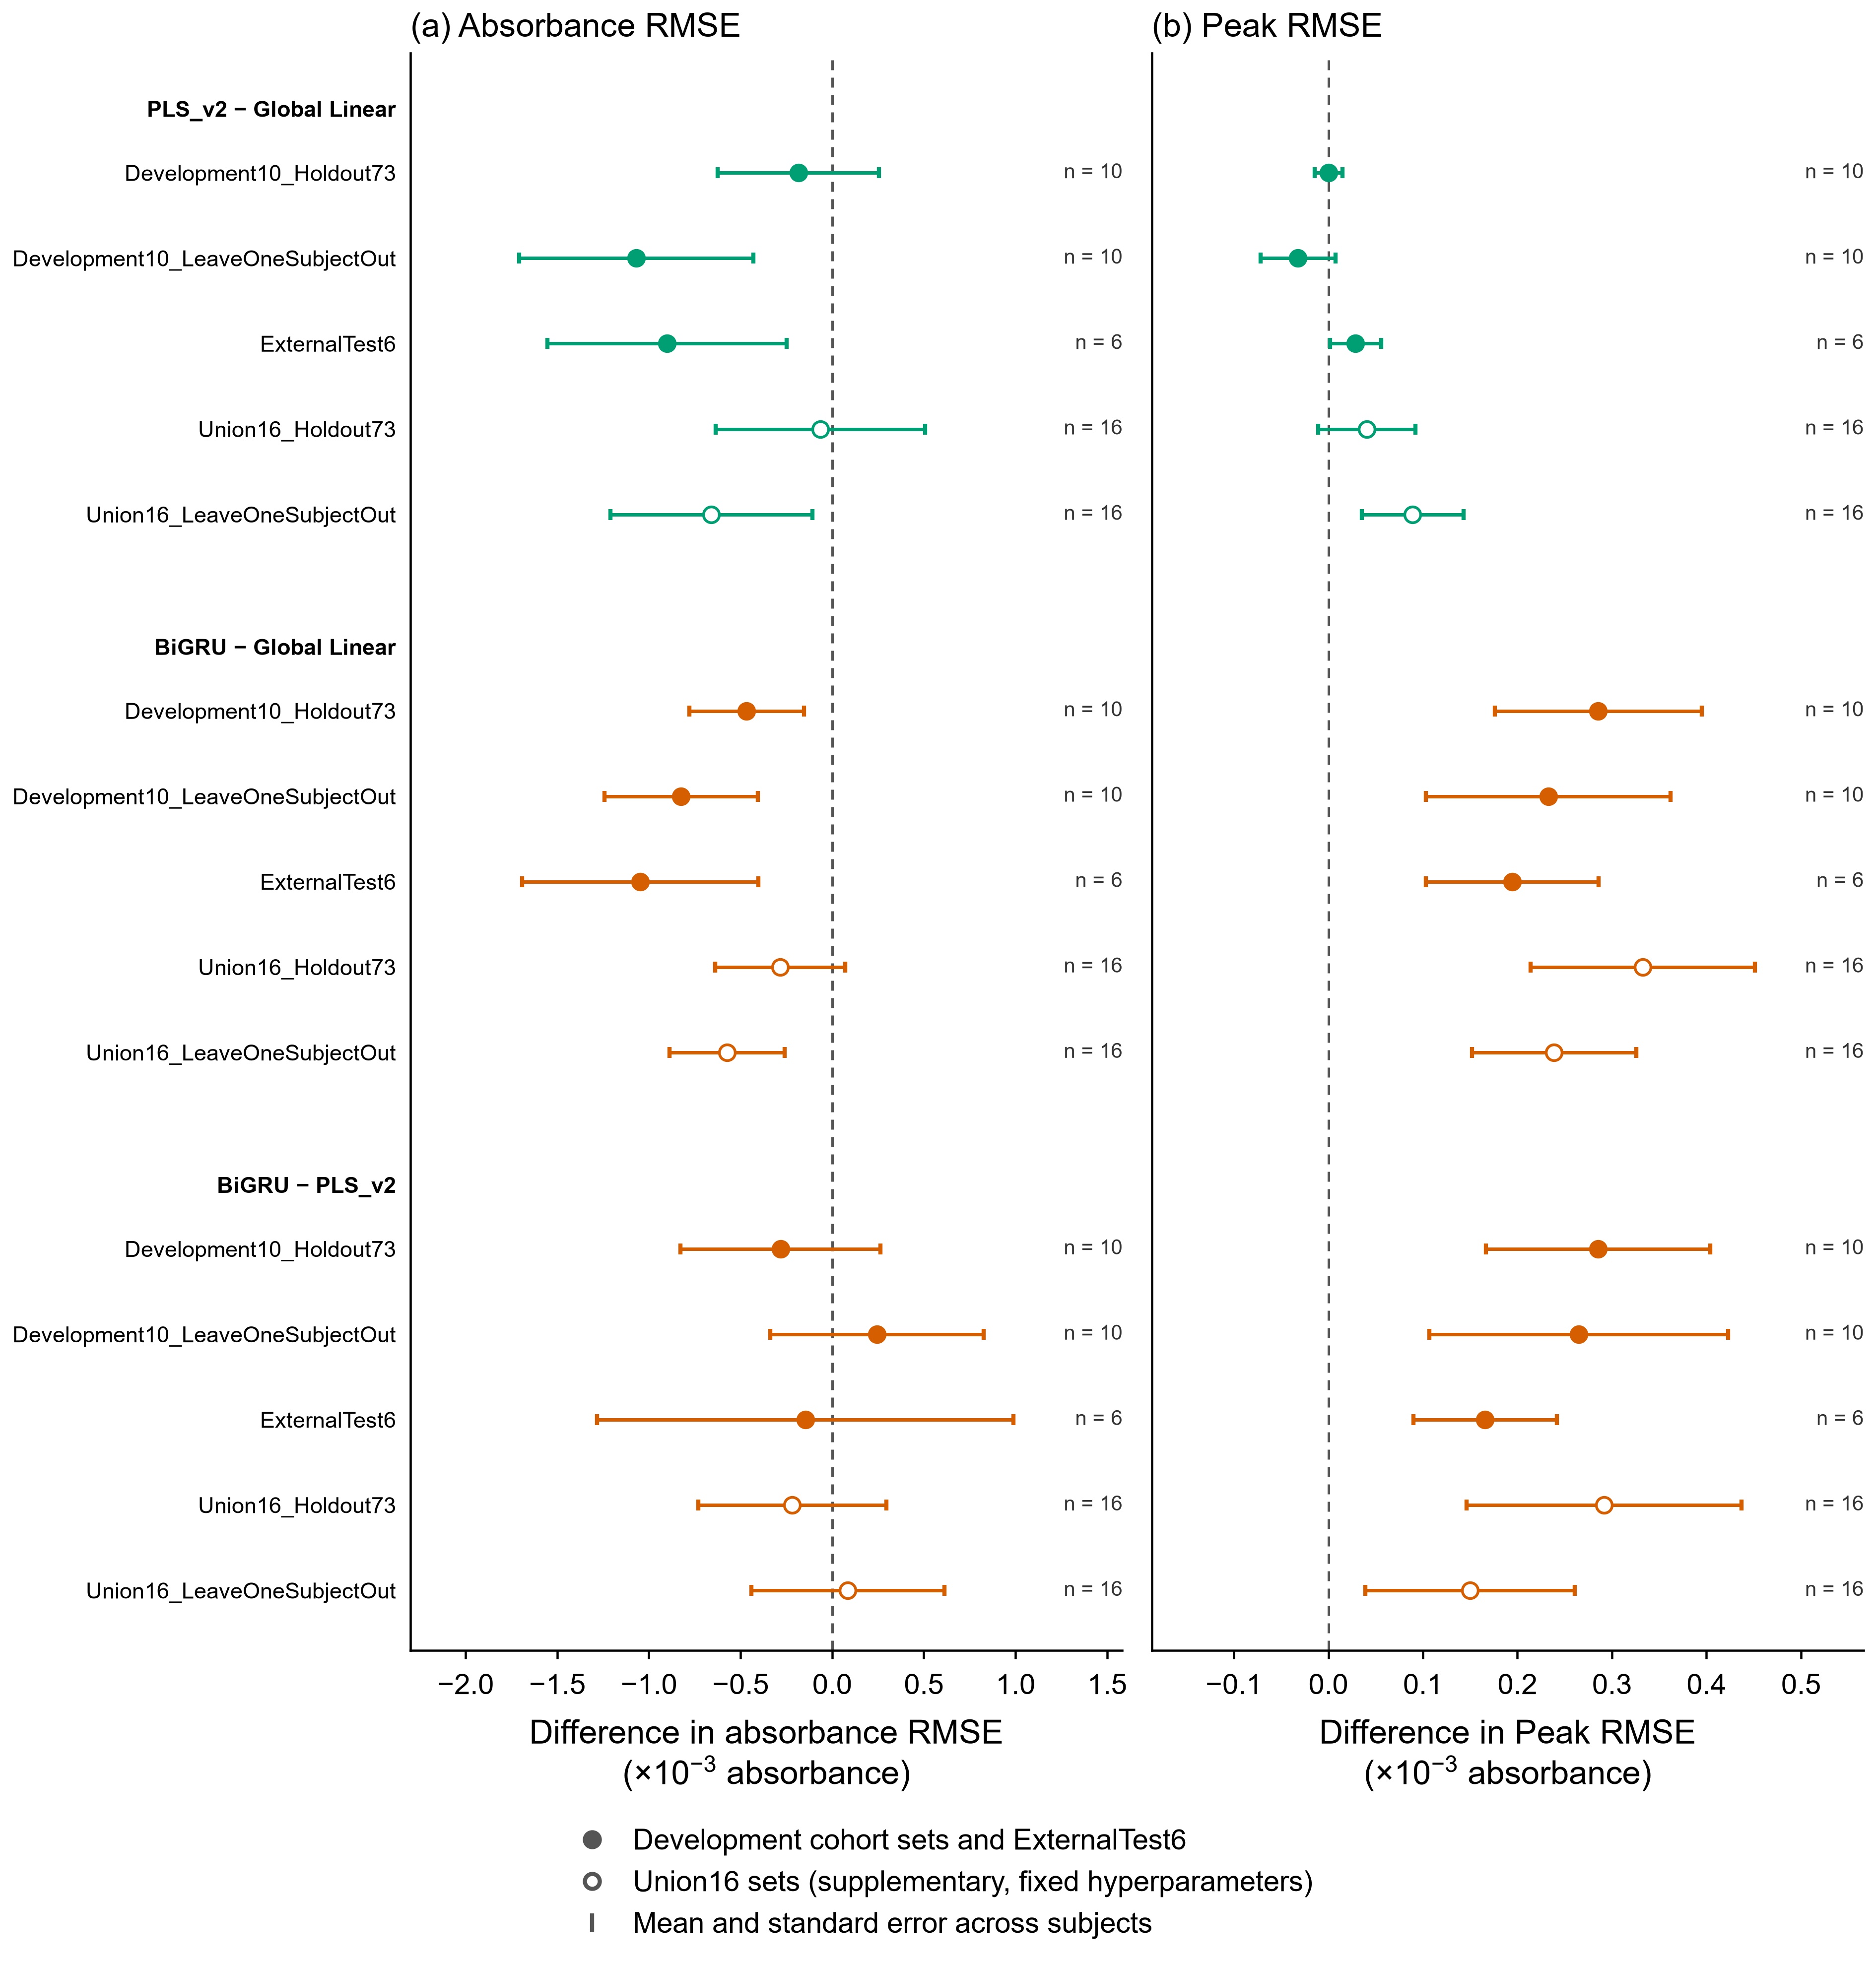 (a) Absorbance RMSE
(b) Peak RMSE
PLS_v2 − Global Linear
Development10_Holdout73 n = 10 n = 10
Development10_LeaveOneSubjectOut n = 10 n = 10
ExternalTest6 n = 6 n = 6
Union16_Holdout73 n = 16 n = 16
Union16_LeaveOneSubjectOut n = 16 n = 16
BiGRU − Global Linear
Development10_Holdout73 n = 10 n = 10
Development10_LeaveOneSubjectOut n = 10 n = 10
ExternalTest6 n = 6 n = 6
Union16_Holdout73 n = 16 n = 16
Union16_LeaveOneSubjectOut n = 16 n = 16
BiGRU − PLS_v2
Development10_Holdout73 n = 10 n = 10
Development10_LeaveOneSubjectOut n = 10 n = 10
ExternalTest6 n = 6 n = 6
Union16_Holdout73 n = 16 n = 16
Union16_LeaveOneSubjectOut n = 16 n = 16
−2.0 −1.5 −1.0 −0.5 0.0 0.5 1.0 1.5
−0.1 0.0 0.1 0.2 0.3 0.4 0.5
Difference in absorbance RMSE
(×10⁻³ absorbance)
Difference in Peak RMSE
(×10⁻³ absorbance)
Development cohort sets and ExternalTest6
Union16 sets (supplementary, fixed hyperparameters)
Mean and standard error across subjects